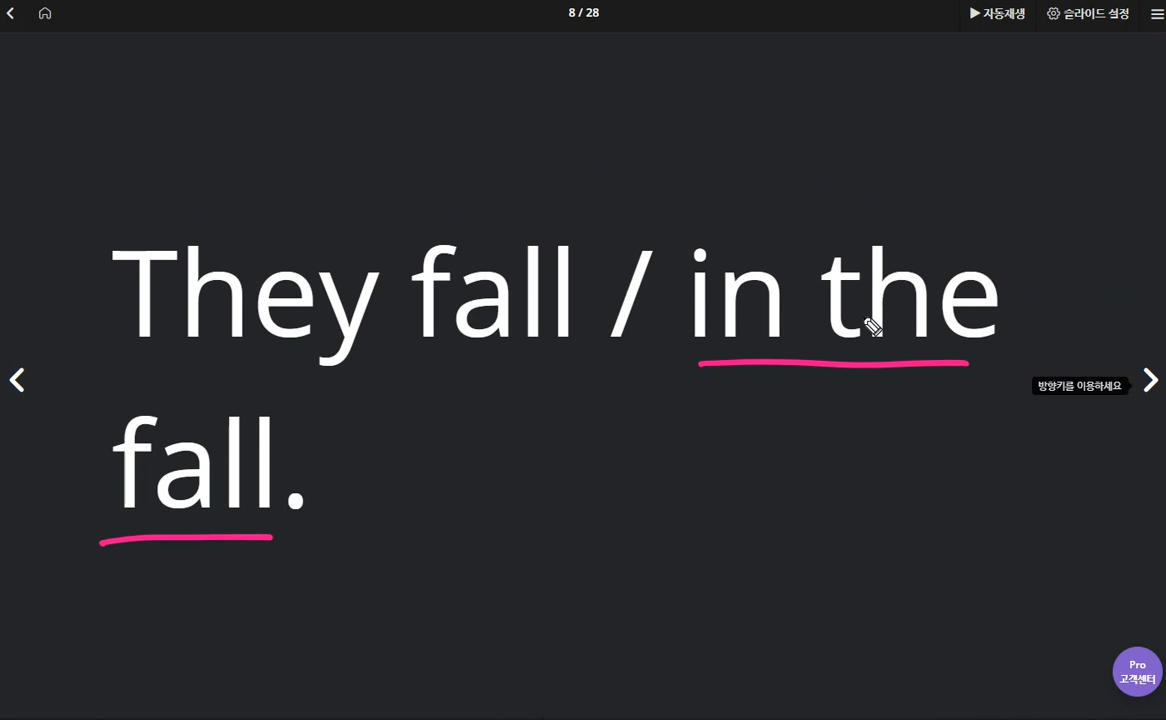 8 / 28
자동재생
슬라이드 설정
They fall / in the
fall.
방향키를 이용하세요
Pro
고객센터